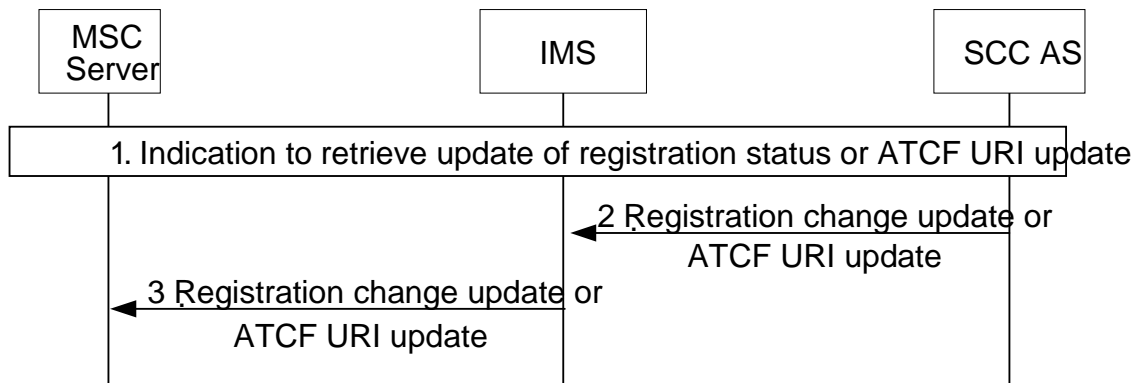 MSC
Server
IMS
SCC AS
1. Indication to retrieve update of registration status or ATCF URI update
2. Registration change update or
ATCF URI update
3. Registration change update or
ATCF URI update